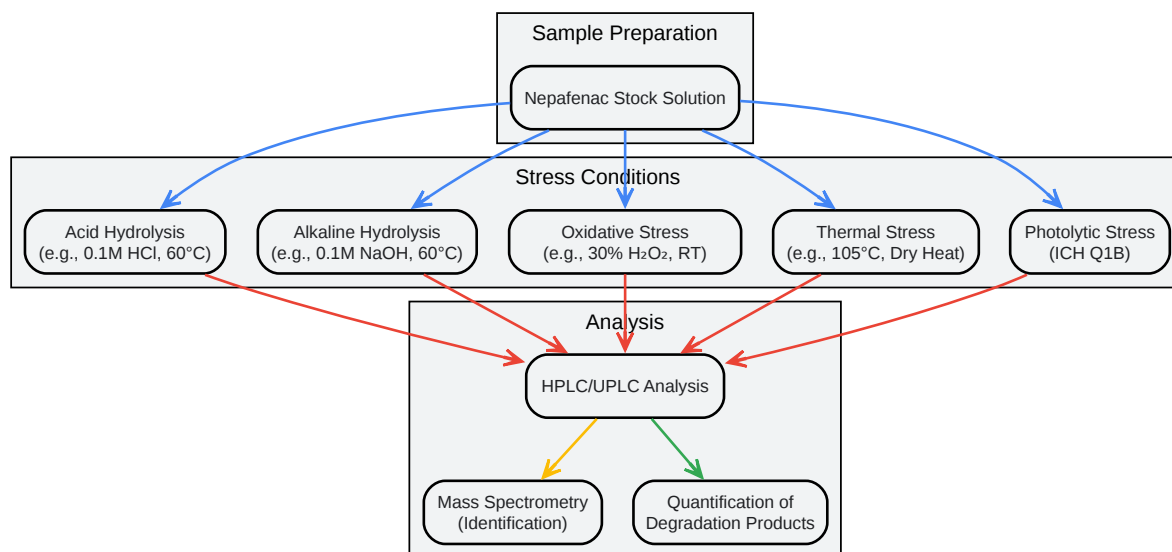 Sample Preparation
Nepafenac Stock Solution
Stress Conditions
Acid Hydrolysis
(e.g., 0.1M HCl, 60°C)
Alkaline Hydrolysis
(e.g., 0.1M NaOH, 60°C)
Oxidative Stress
(e.g., 30% H₂O₂, RT)
Thermal Stress
(e.g., 105°C, Dry Heat)
Photolytic Stress
(ICH Q1B)
Analysis
HPLC/UPLC Analysis
Mass Spectrometry
(Identification)
Quantification of
Degradation Products